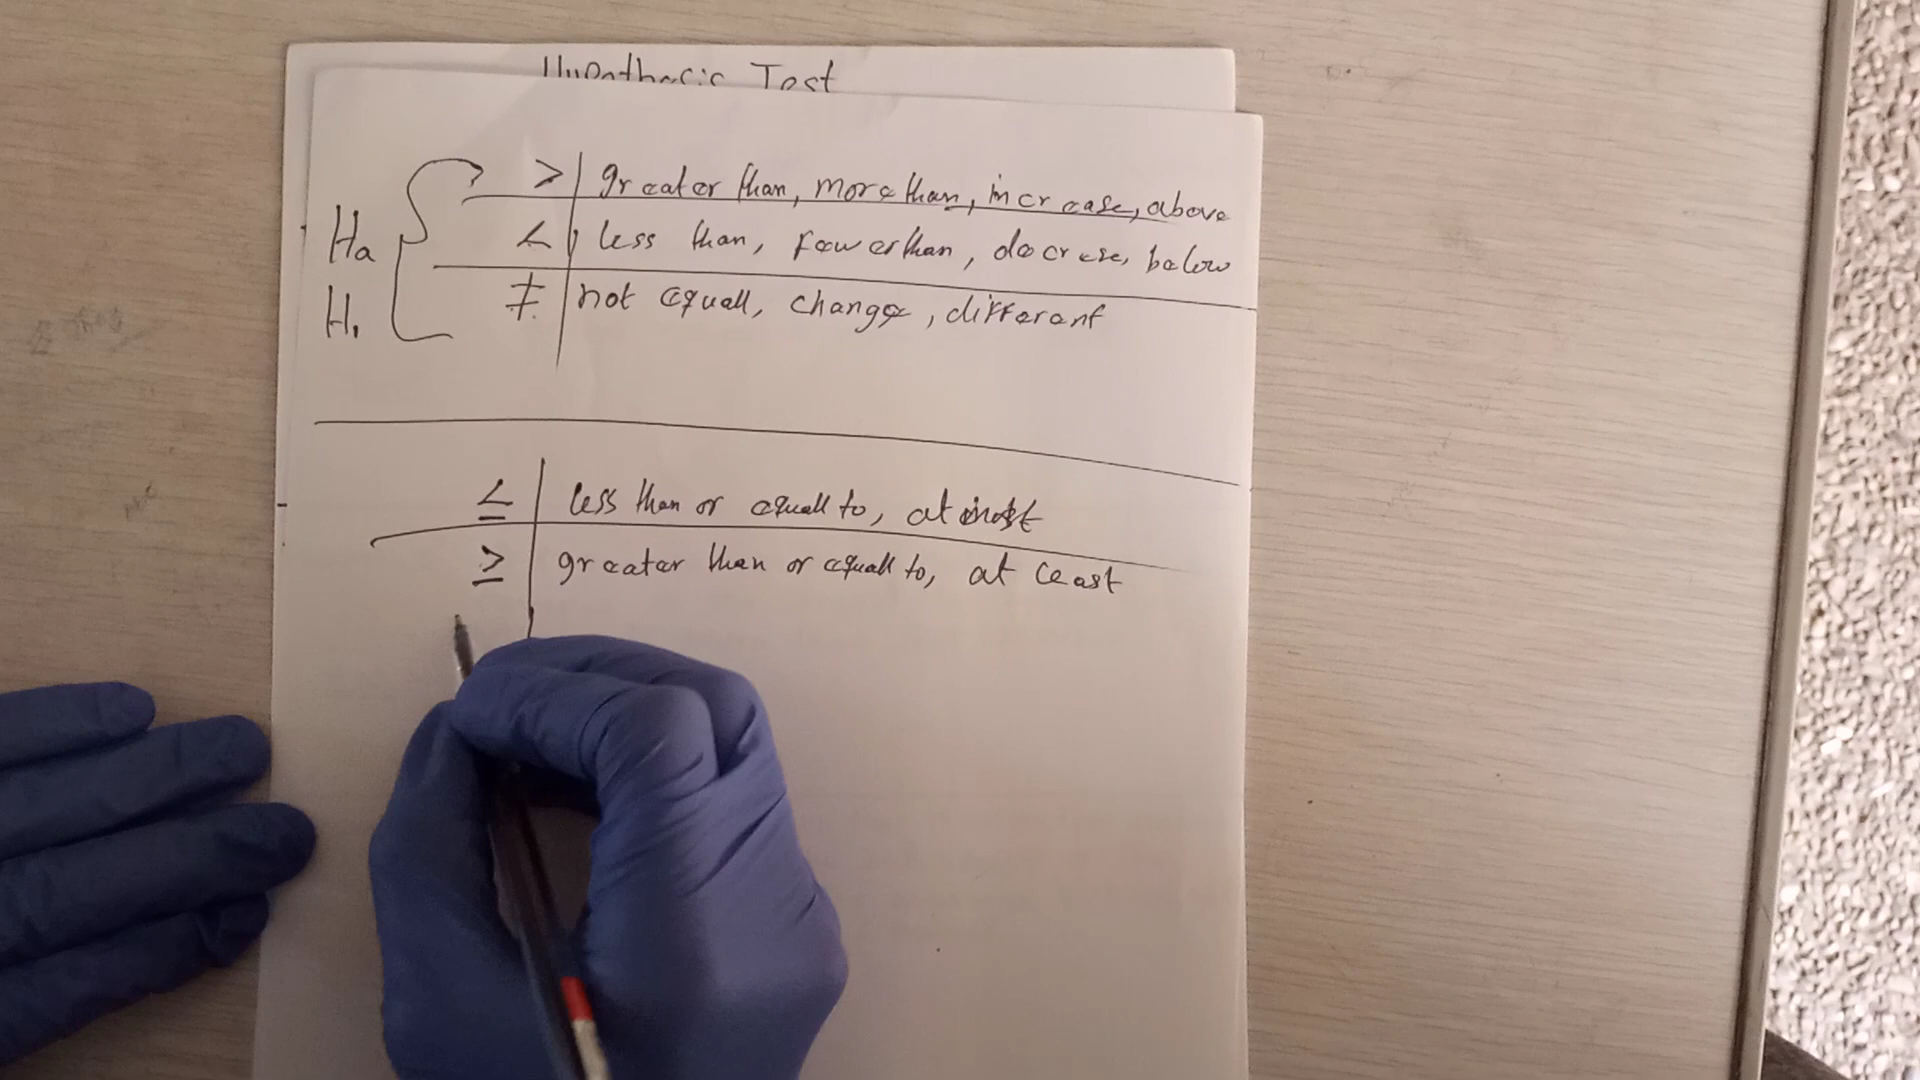 Hypothesis Test
> greater than, more than, increase, above
Ha < less than, fewer than, decrese, below
H₁ ≠ not equall, change, different
≤ less than or equall to, at most
≥ greater than or equall to, at least